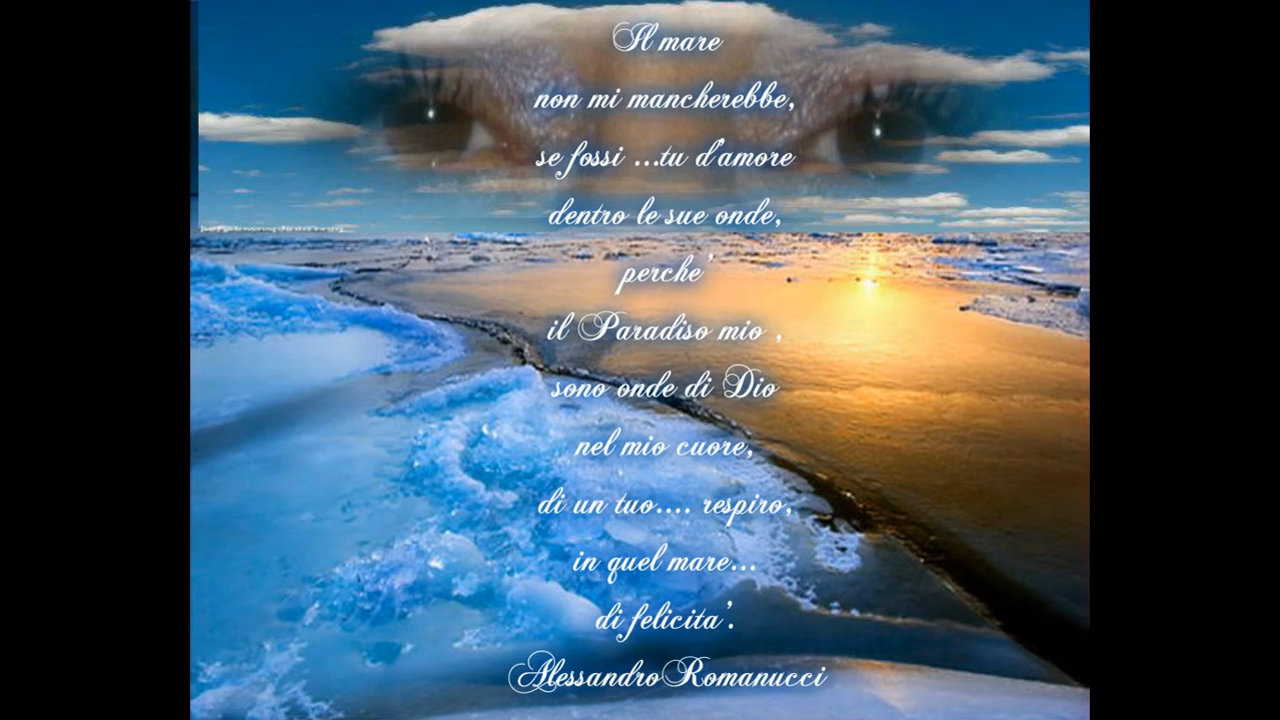 Il mare
non mi mancherebbe,
se fossi ...tu d'amore
dentro le sue onde,
perche'
il Paradiso mio ,
sono onde di Dio
nel mio cuore,
di un tuo.... respiro,
in quel mare...
di felicita'.
AlessandroRomanucci